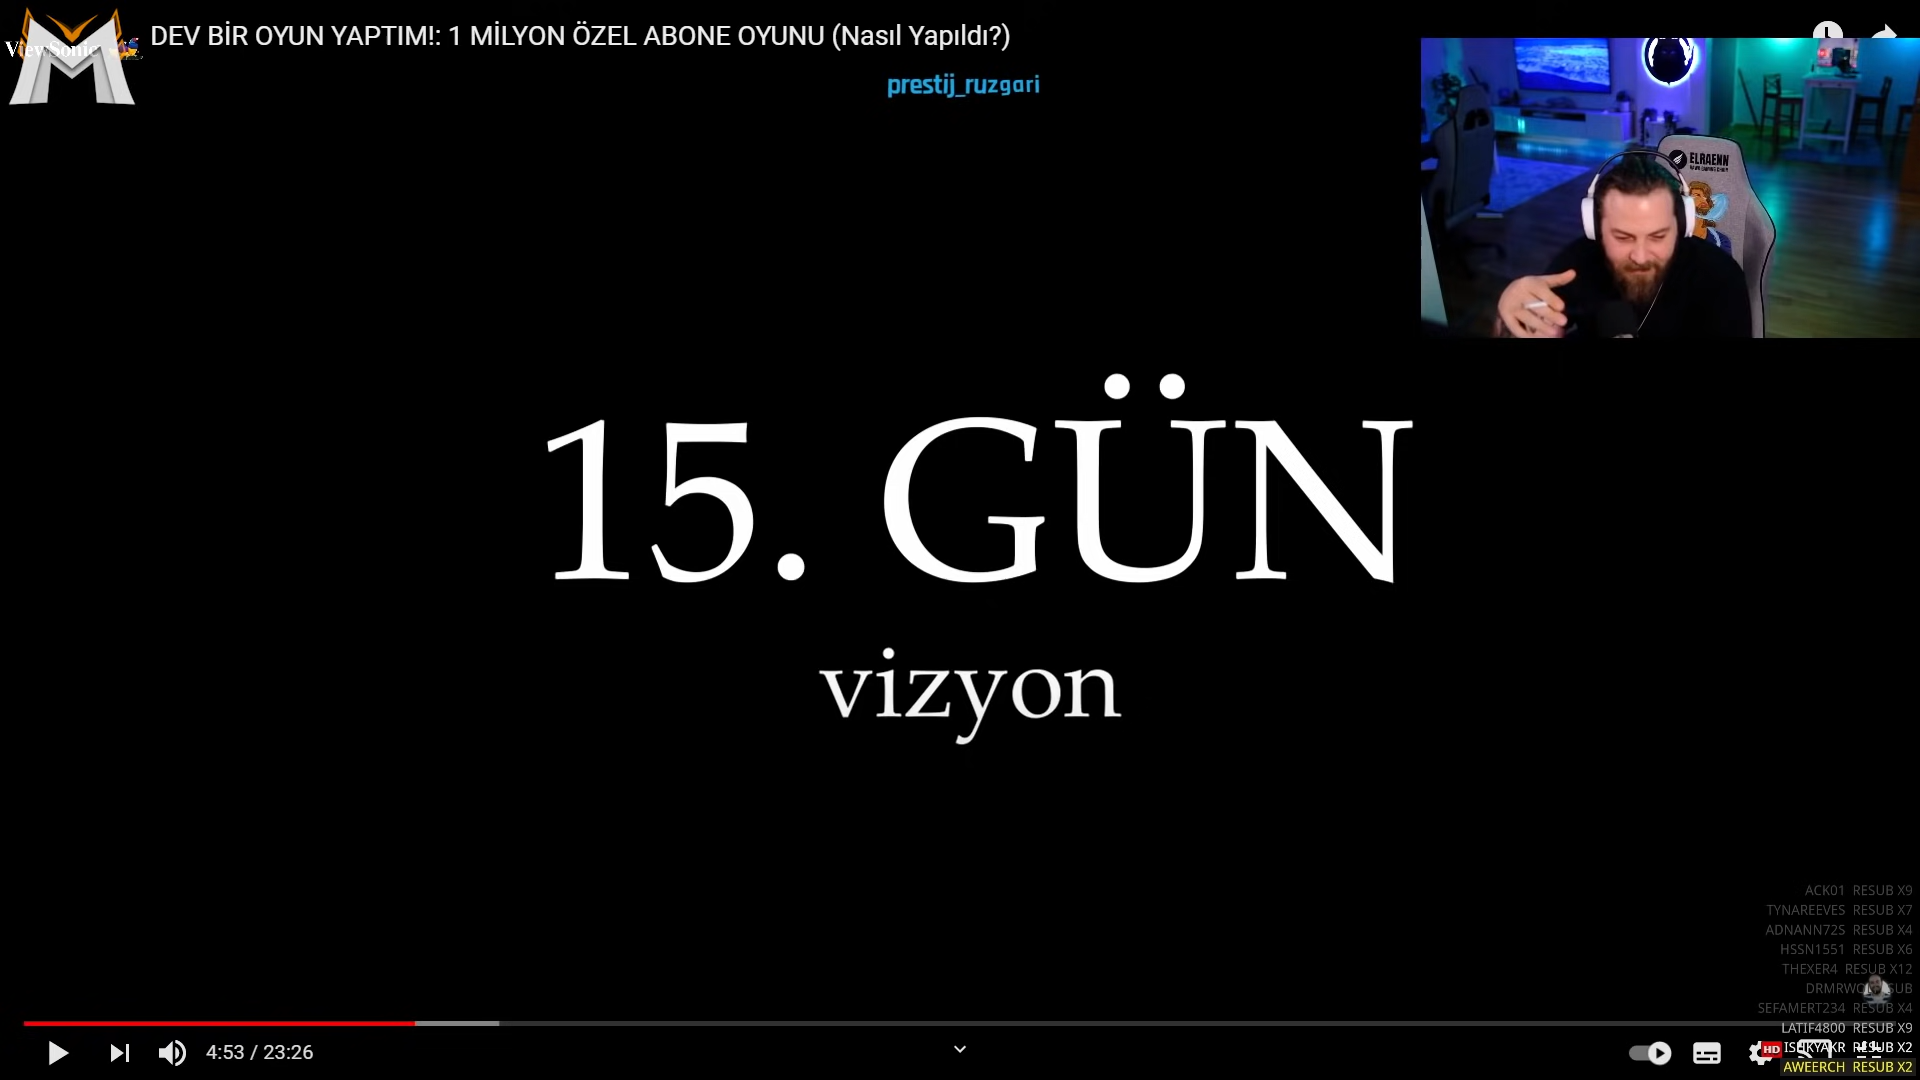 DEV BİR OYUN YAPTIM!: 1 MİLYON ÖZEL ABONE OYUNU (Nasıl Yapıldı?)
ViewSonic
prestij_ruzgari
ELRAENN
15. GÜN
vizyon
ACK01 RESUB X9
TYNAREEVES RESUB X7
ADNANN72S RESUB X4
HSSN1551 RESUB X6
THEXER4 RESUB X12
SEFAMERT234 RESUB X4
LATIF4800 RESUB X9
RESUB X2
AWEERCH RESUB X2
4:53 / 23:26
HD